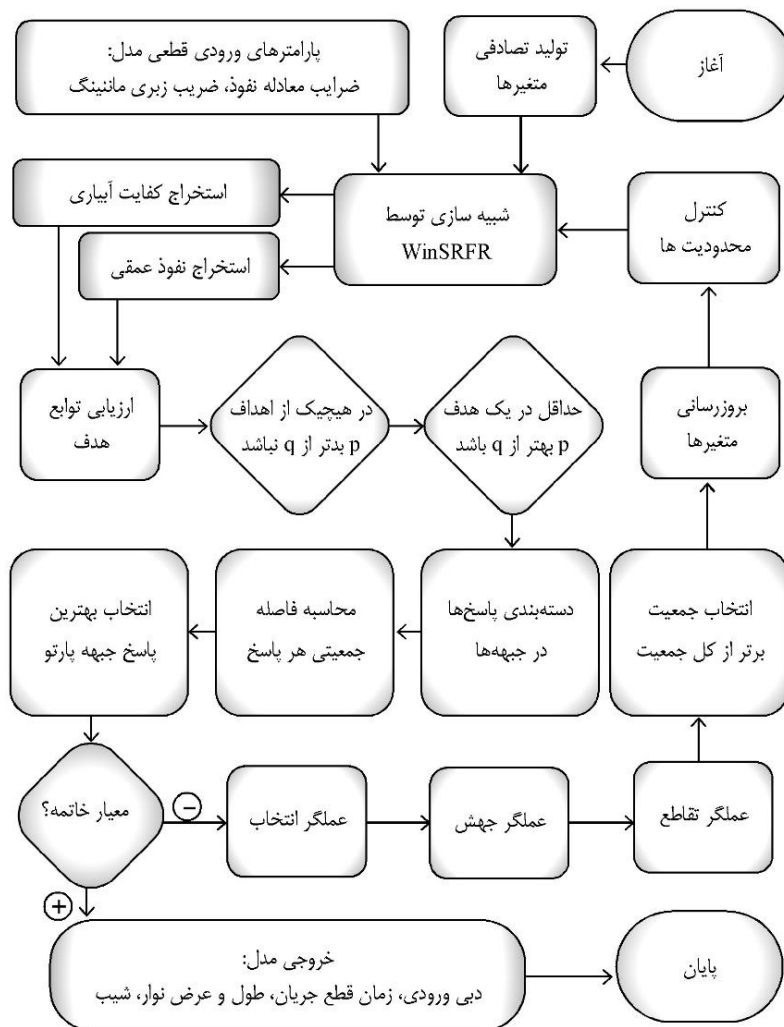 آغاز
تولید تصادفی
متغیرها
پارامترهای ورودی قطعی مدل:
ضرایب معادله نفوذ، ضریب زبری ماننینگ
کنترل
محدودیت ها
شبیه سازی توسط
WinSRFR
استخراج کفایت آبیاری
استخراج نفوذ عمقی
بروزرسانی
متغیرها
حداقل در یک هدف
p بهتر از q باشد
در هیچیک از اهداف
p بدتر از q نباشد
ارزیابی توابع
هدف
انتخاب جمعیت
برتر از کل جمعیت
دسته‌بندی پاسخ‌ها
در جبهه‌ها
محاسبه فاصله
جمعیتی هر پاسخ
انتخاب بهترین
پاسخ جبهه پارتو
معیار خاتمه؟
−
عملگر انتخاب
عملگر جهش
عملگر تقاطع
+
خروجی مدل:
دبی ورودی، زمان قطع جریان، طول و عرض نوار، شیب
پایان